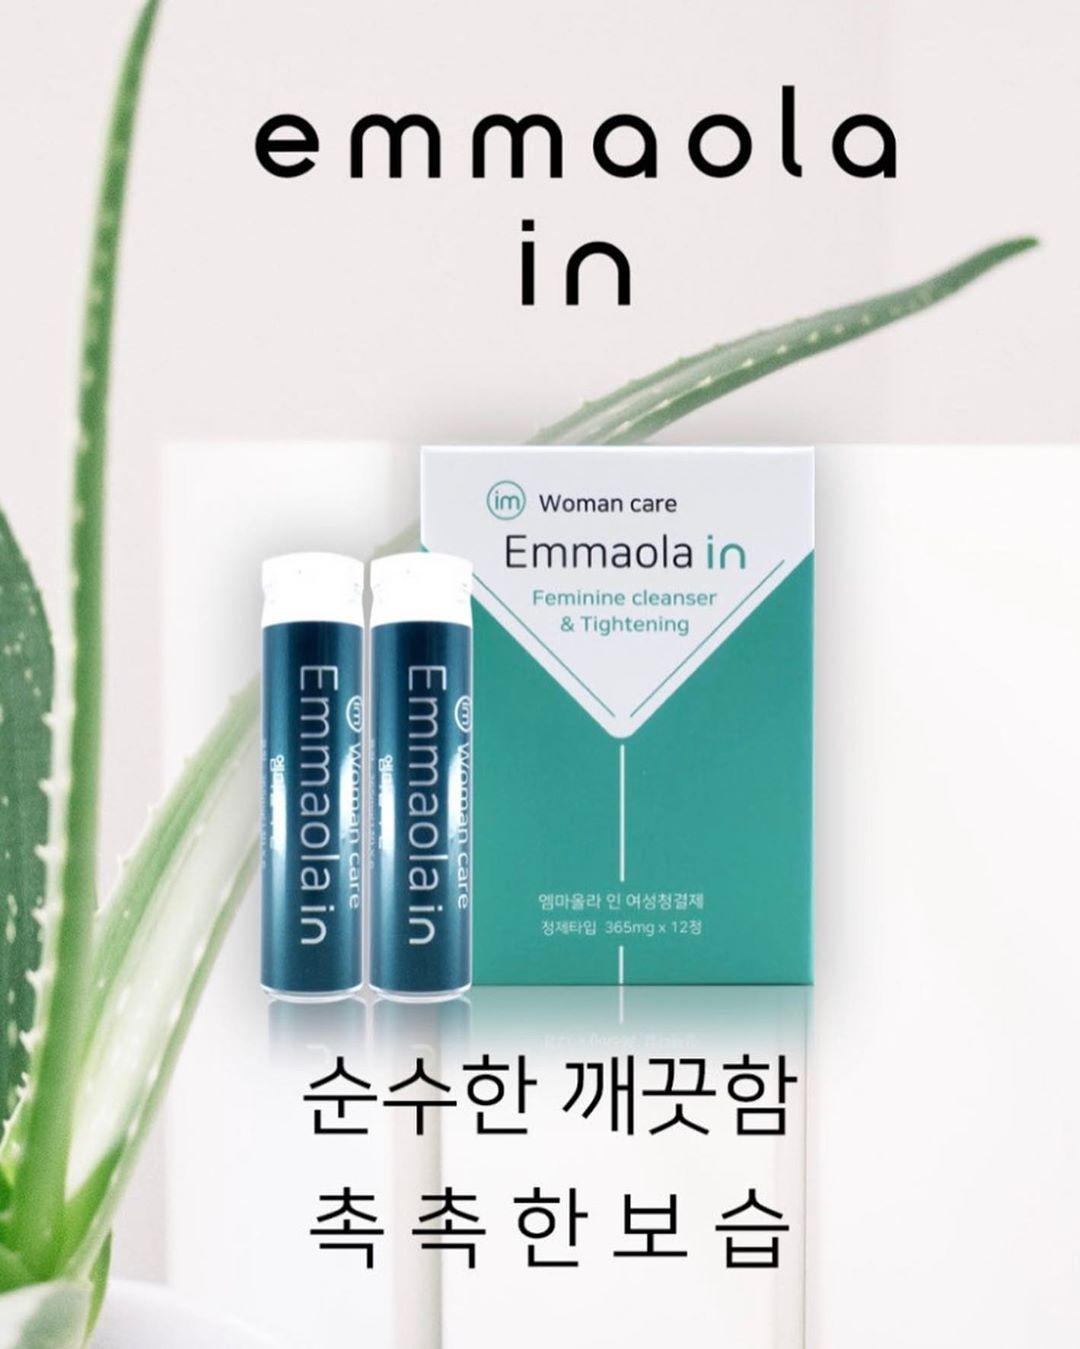 emmaola
in
im Woman care
Emmaola in
Feminine cleanser
& Tightening
엠마올라 인 여성청결제
정제타입 365mg x 12정
im Woman care
Emmaola in
im Woman care
Emmaola in
순수한 깨끗함
촉촉한보습